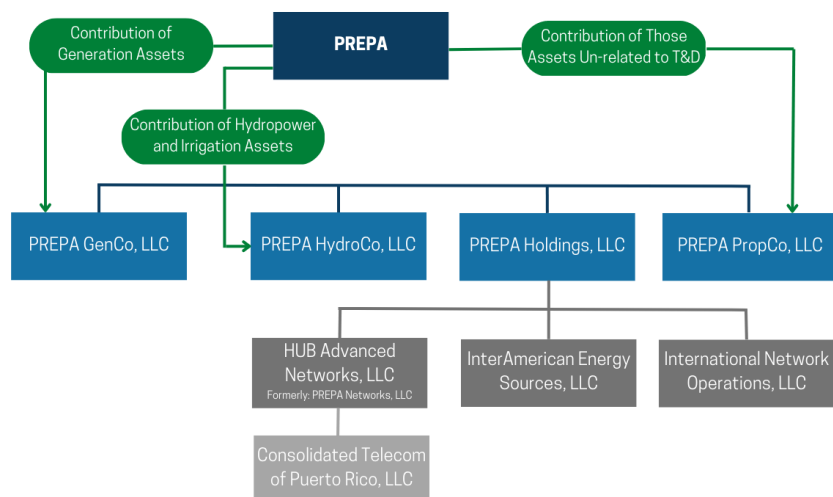 Contribution of
Generation Assets
PREPA
Contribution of Those
Assets Un-related to T&D
Contribution of Hydropower
and Irrigation Assets
PREPA GenCo, LLC
PREPA HydroCo, LLC
PREPA Holdings, LLC
PREPA PropCo, LLC
HUB Advanced
Networks, LLC
Formerly: PREPA Networks, LLC
InterAmerican Energy
Sources, LLC
International Network
Operations, LLC
Consolidated Telecom
of Puerto Rico, LLC